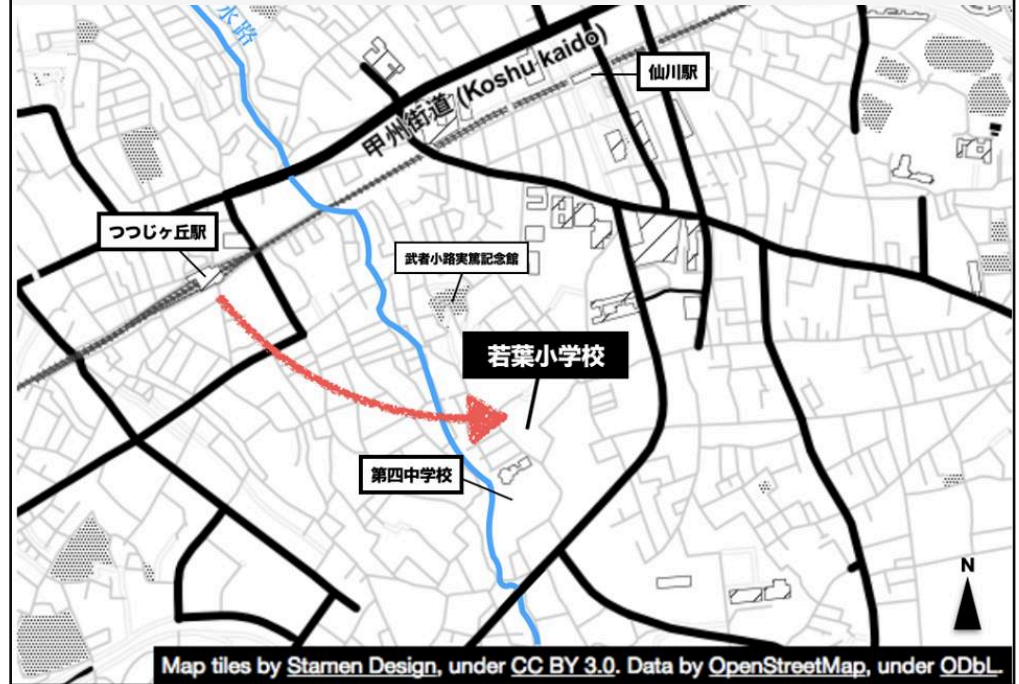 水路
甲州街道 (Koshu kaido)
仙川駅
つつじヶ丘駅
武者小路実篤記念館
若葉小学校
第四中学校
N
Map tiles by Stamen Design, under CC BY 3.0. Data by OpenStreetMap, under ODbL.